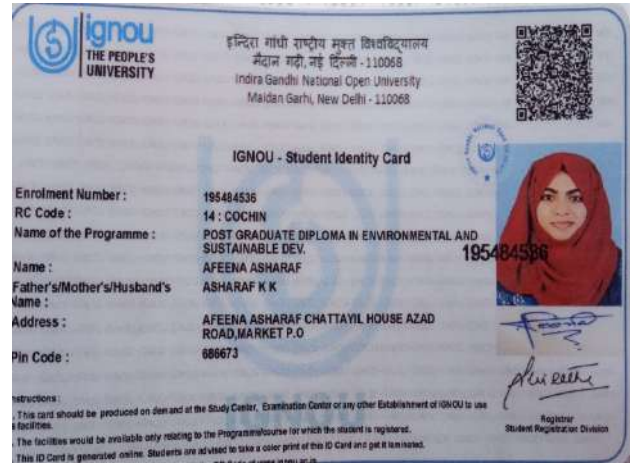 ignou
THE PEOPLE'S
UNIVERSITY
इन्दिरा गांधी राष्ट्रीय मुक्त विश्वविद्यालय
मैदान गढ़ी, नई दिल्ली - 110068
Indira Gandhi National Open University
Maidan Garhi, New Delhi - 110068
IGNOU - Student Identity Card
Enrolment Number : 195484536
RC Code : 14 : COCHIN
Name of the Programme : POST GRADUATE DIPLOMA IN ENVIRONMENTAL AND
SUSTAINABLE DEV.
195484536
Name : AFEENA ASHARAF
Father's/Mother's/Husband's ASHARAF K K
Name :
Address : AFEENA ASHARAF CHATTAYIL HOUSE AZAD
ROAD,MARKET P.O
Pin Code : 686673
Instructions :
. This card should be produced on demand at the Study Center, Examination Center or any other Establishment of IGNOU to use
facilities.
. The facilities would be available only relating to the Programme/course for which the student is registered.
. This ID Card is generated online. Students are advised to take a color print of this ID Card and get it laminated.
Registrar
Student Registration Division
IGNOU